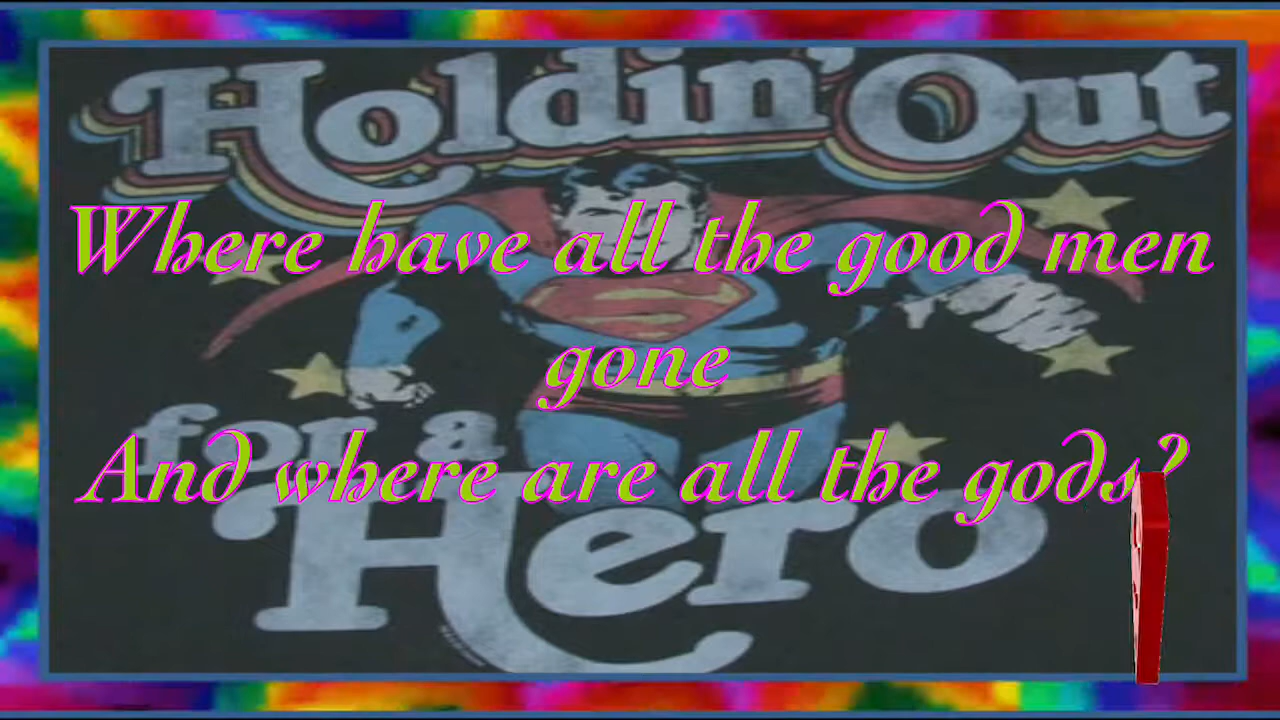 Holdin' Out
Where have all the good men
gone
for a
And where are all the gods?
Hero